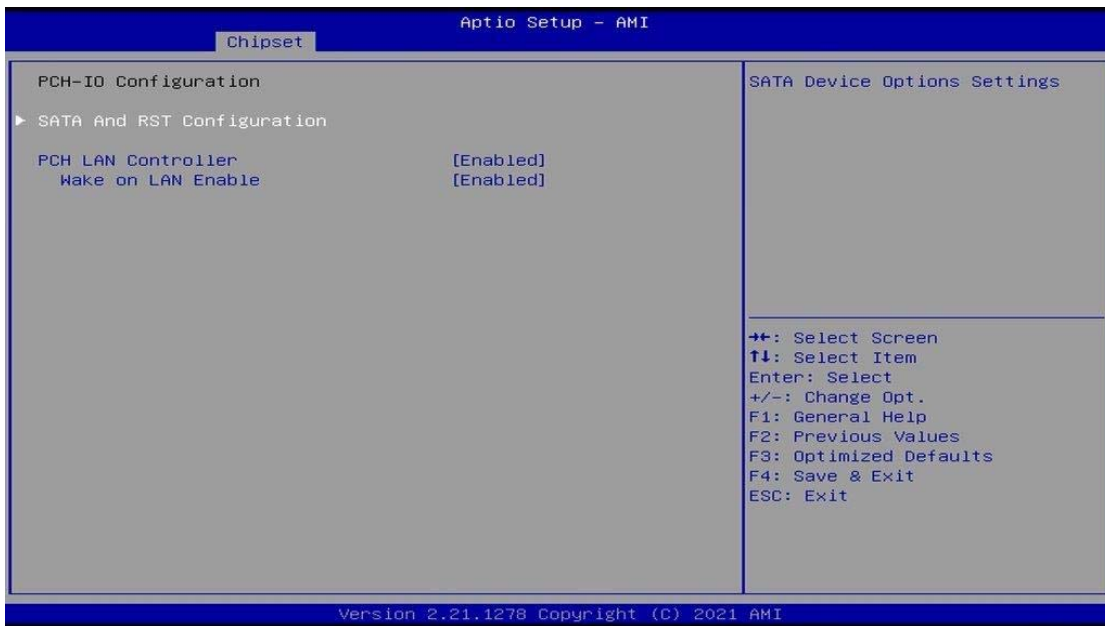 Aptio Setup - AMI
Chipset
PCH-IO Configuration
▶ SATA And RST Configuration
PCH LAN Controller [Enabled]
Wake on LAN Enable [Enabled]
SATA Device Options Settings
→←: Select Screen
↑↓: Select Item
Enter: Select
+/-: Change Opt.
F1: General Help
F2: Previous Values
F3: Optimized Defaults
F4: Save & Exit
ESC: Exit
Version 2.21.1278 Copyright (C) 2021 AMI